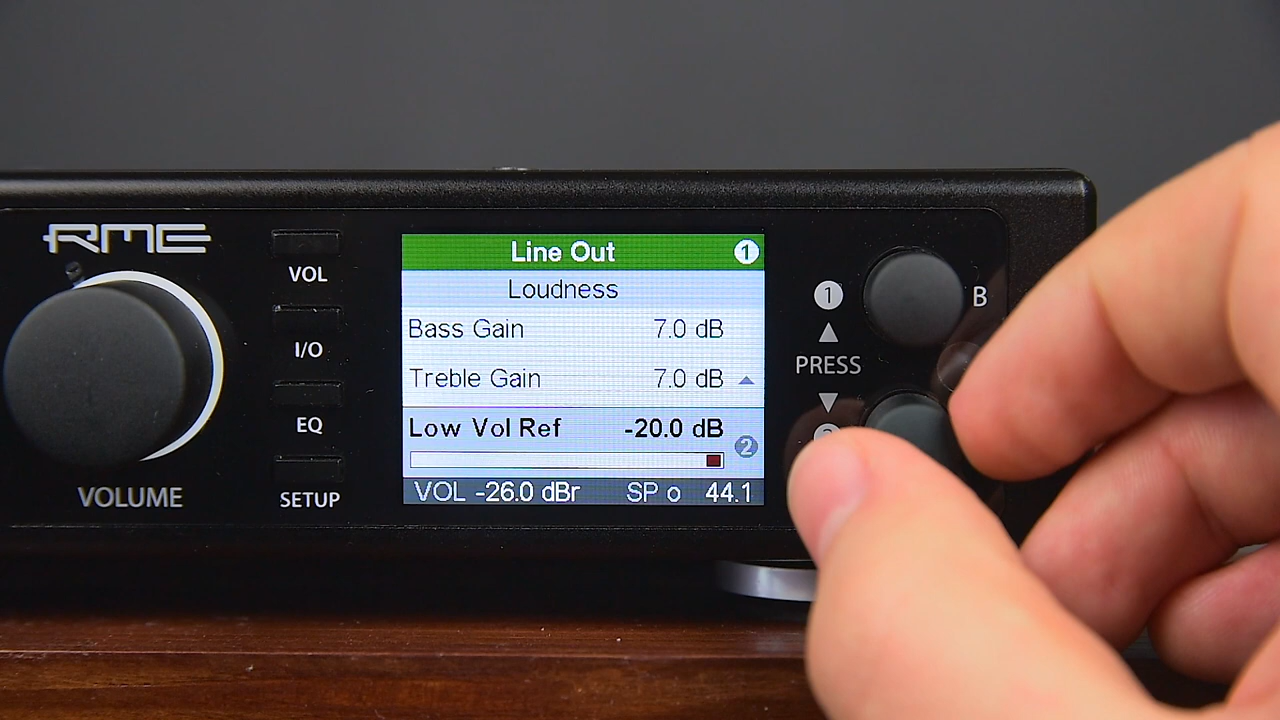 RME
VOL
I/O
EQ
SETUP
VOLUME
Line Out 1
Loudness
Bass Gain 7.0 dB
Treble Gain 7.0 dB
Low Vol Ref -20.0 dB 2
VOL -26.0 dBr SP o 44.1
1
B
PRESS